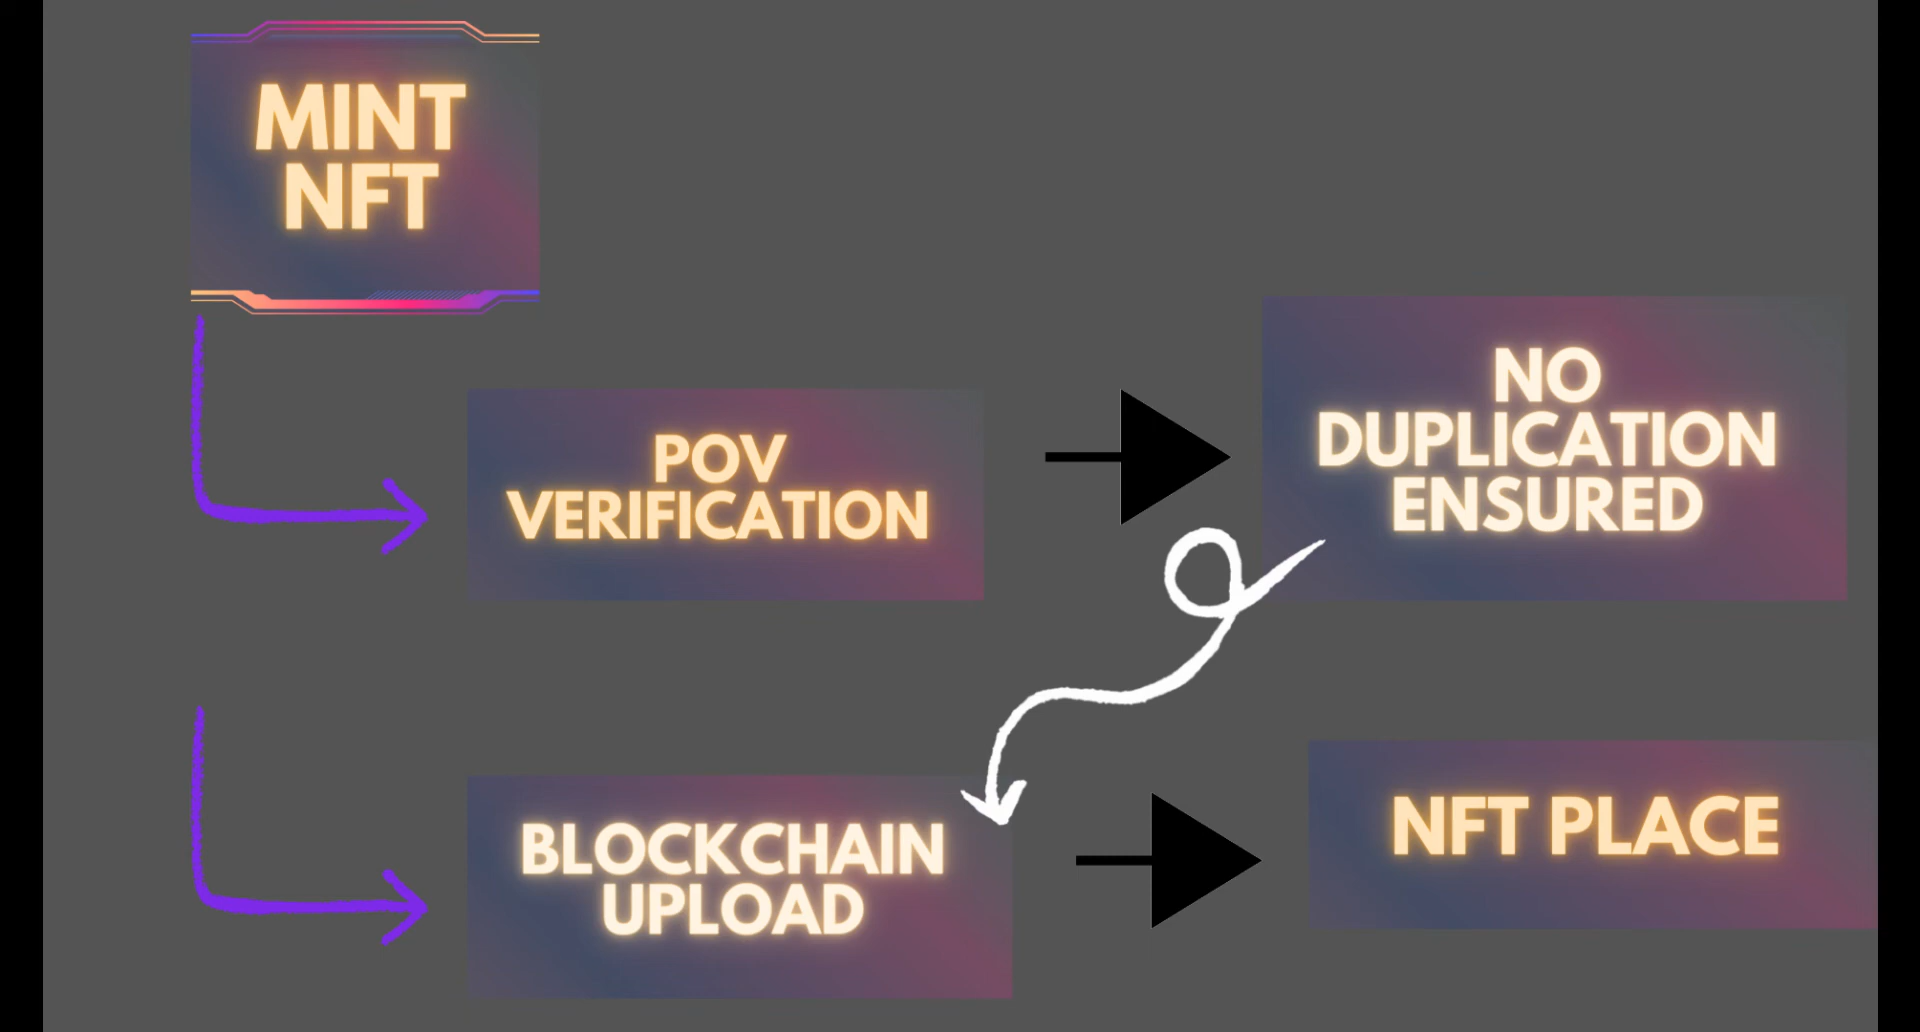 MINT
NFT
POV
VERIFICATION
NO
DUPLICATION
ENSURED
BLOCKCHAIN
UPLOAD
NFT PLACE